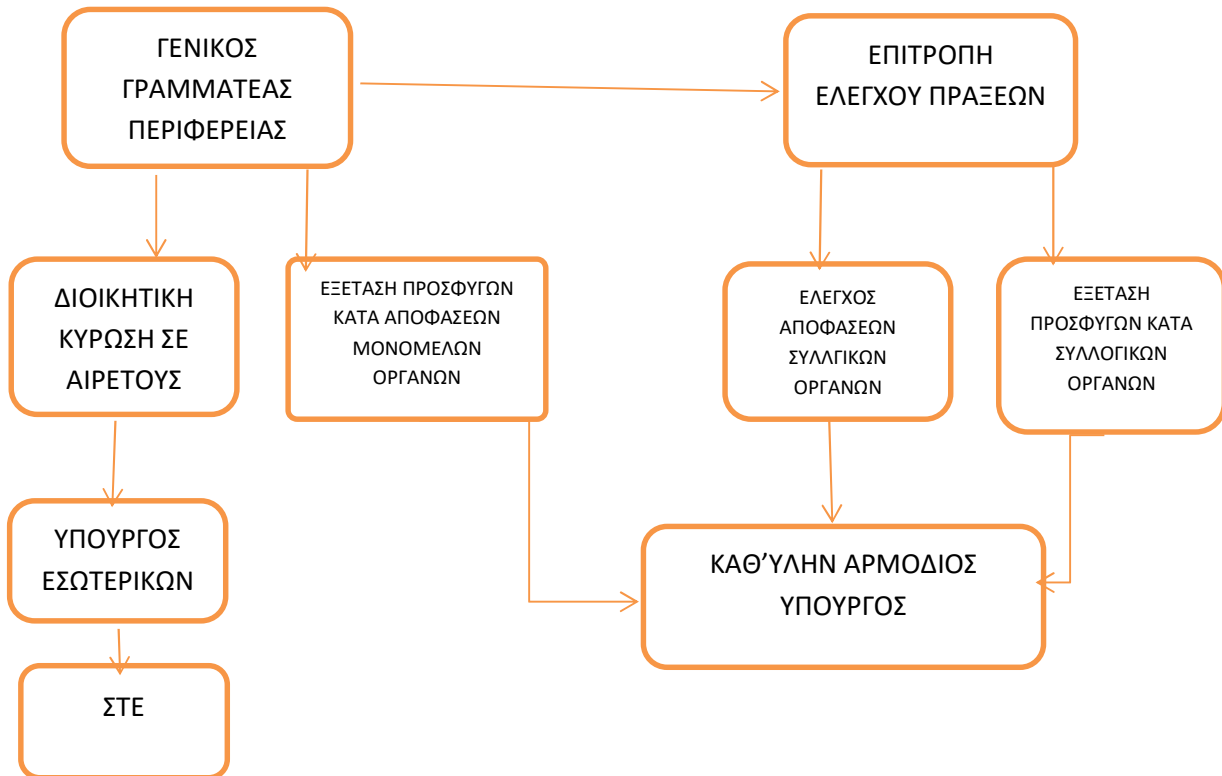 ΓΕΝΙΚΟΣ
ΓΡΑΜΜΑΤΕΑΣ
ΠΕΡΙΦΕΡΕΙΑΣ
ΕΠΙΤΡΟΠΗ
ΕΛΕΓΧΟΥ ΠΡΑΞΕΩΝ
ΔΙΟΙΚΗΤΙΚΗ
ΚΥΡΩΣΗ ΣΕ
ΑΙΡΕΤΟΥΣ
ΕΞΕΤΑΣΗ ΠΡΟΣΦΥΓΩΝ
ΚΑΤΑ ΑΠΟΦΑΣΕΩΝ
ΜΟΝΟΜΕΛΩΝ
ΟΡΓΑΝΩΝ
ΕΛΕΓΧΟΣ
ΑΠΟΦΑΣΕΩΝ
ΣΥΛΛΓΙΚΩΝ
ΟΡΓΑΝΩΝ
ΕΞΕΤΑΣΗ
ΠΡΟΣΦΥΓΩΝ ΚΑΤΑ
ΣΥΛΛΟΓΙΚΩΝ
ΟΡΓΑΝΩΝ
ΥΠΟΥΡΓΟΣ
ΕΣΩΤΕΡΙΚΩΝ
ΚΑΘ’ΥΛΗΝ ΑΡΜΟΔΙΟΣ
ΥΠΟΥΡΓΟΣ
ΣΤΕ